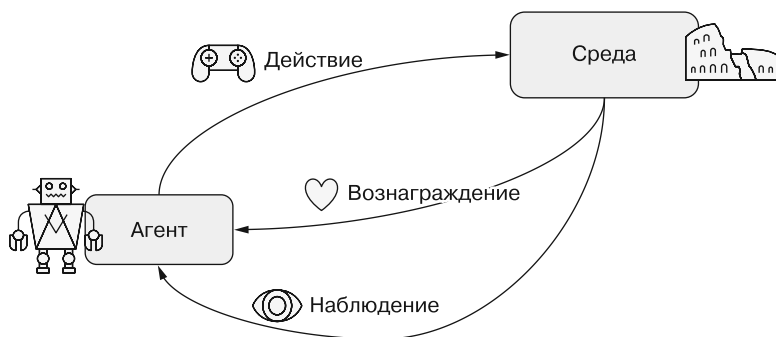 Действие
Среда
Вознаграждение
Агент
Наблюдение